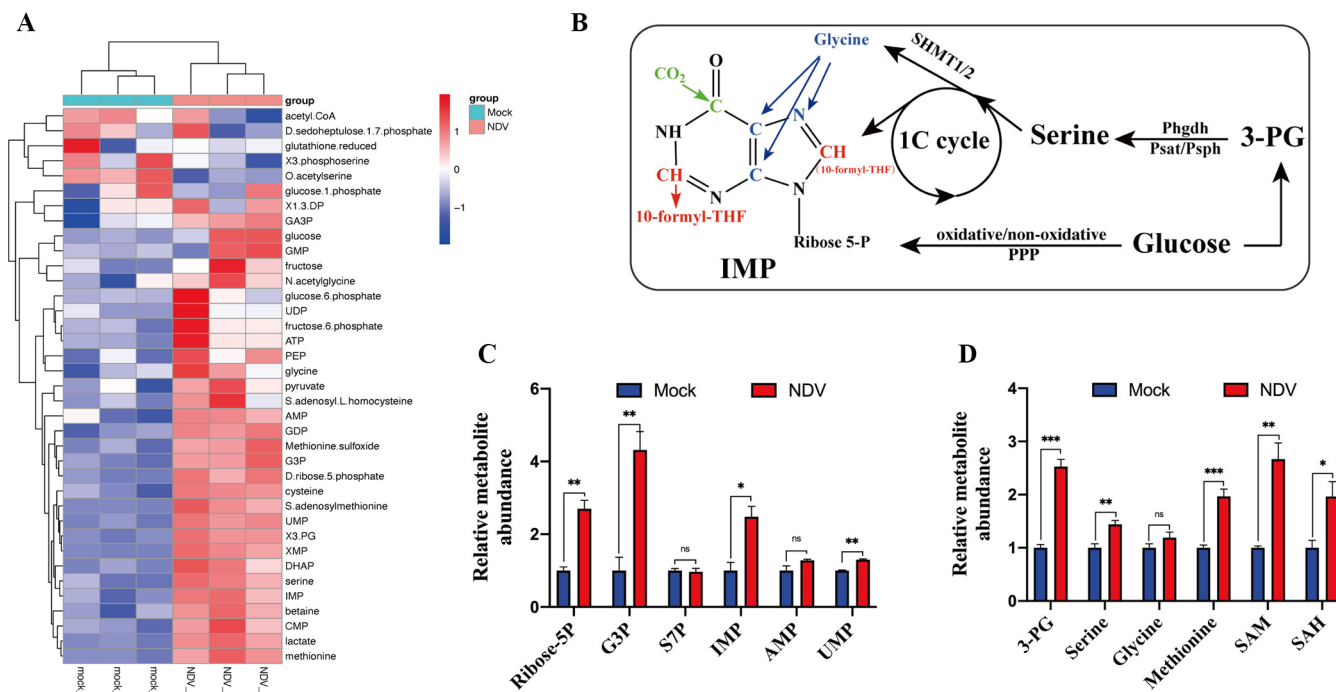 A
group
acetyl.CoA
D.sedoheptulose.1.7.phosphate
glutathione.reduced
X3.phosphoserine
O.acetylserine
glucose.1.phosphate
X1.3.DP
GA3P
glucose
GMP
fructose
N.acetylglycine
glucose.6.phosphate
UDP
fructose.6.phosphate
ATP
PEP
glycine
pyruvate
S.adenosyl.L.homocysteine
AMP
GDP
Methionine.sulfoxide
G3P
D.ribose.5.phosphate
cysteine
S.adenosylmethionine
UMP
X3.PG
XMP
DHAP
serine
IMP
betaine
CMP
lactate
methionine
mock_
mock_
mock_
NDV_
NDV_
NDV_
group
Mock
NDV
1
0
−1
B
Glycine
SHMT1/2
O
CO2
C
NH
C
N
CH
(10-formyl-THF)
CH
C
N
N
10-formyl-THF
Ribose 5-P
IMP
1C cycle
Serine
Phgdh
Psat/Psph
3-PG
oxidative/non-oxidative
PPP
Glucose
C
Mock
NDV
Relative metabolite
abundance
6
4
2
0
**
**
ns
*
ns
**
Ribose-5P
G3P
S7P
IMP
AMP
UMP
D
Mock
NDV
Relative metabolite
abundance
4
3
2
1
0
***
**
ns
***
**
*
3-PG
Serine
Glycine
Methionine
SAM
SAH